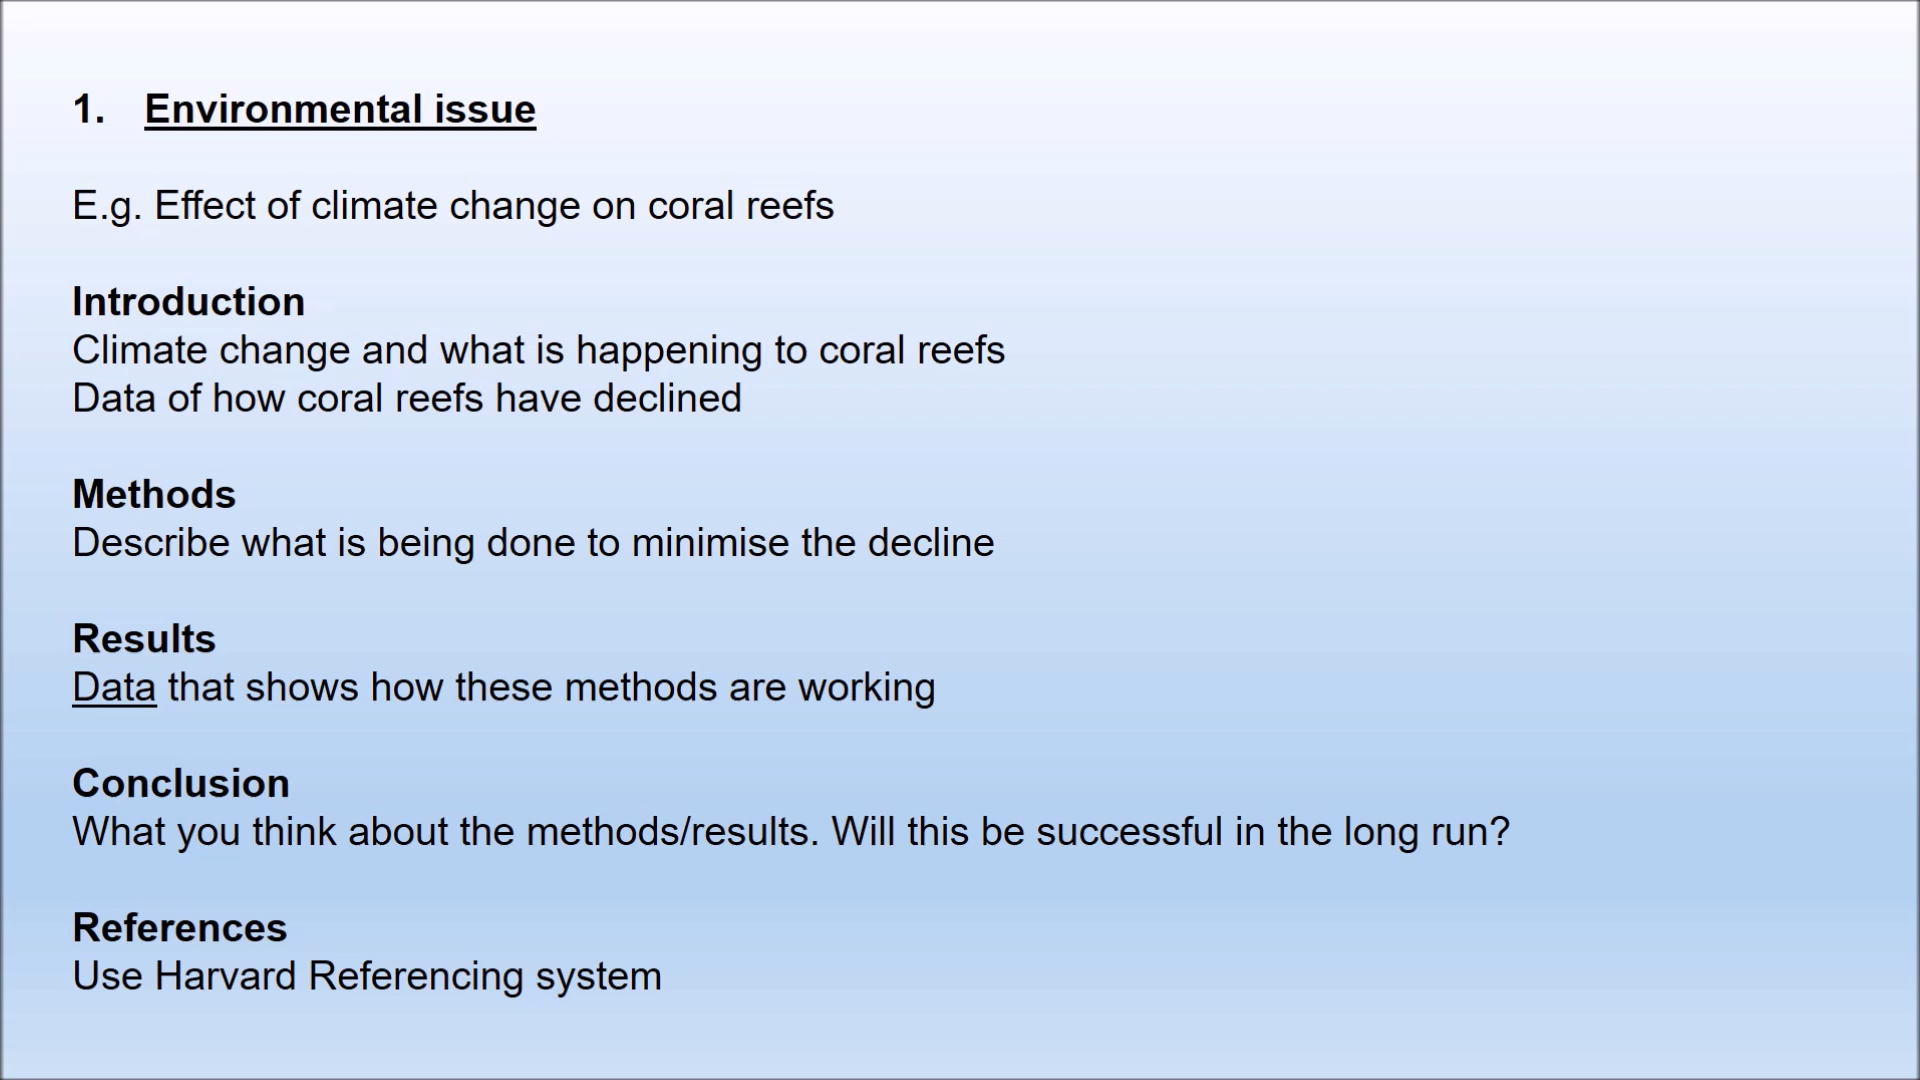 1. Environmental issue
E.g. Effect of climate change on coral reefs
Introduction
Climate change and what is happening to coral reefs
Data of how coral reefs have declined
Methods
Describe what is being done to minimise the decline
Results
Data that shows how these methods are working
Conclusion
What you think about the methods/results. Will this be successful in the long run?
References
Use Harvard Referencing system